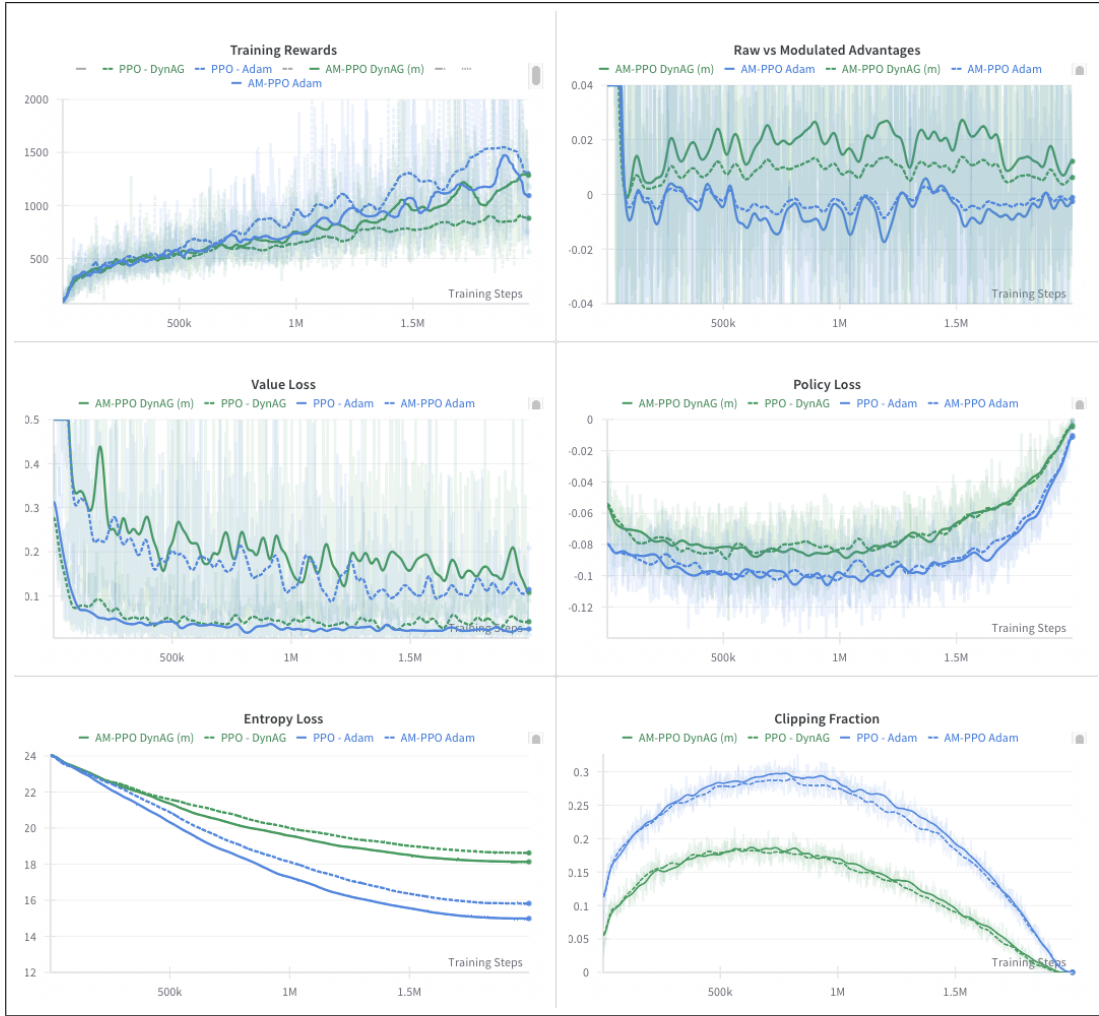 Training Rewards
PPO - DynAG PPO - Adam AM-PPO DynAG (m)
AM-PPO Adam
2000
1500
1000
500
Training Steps
500k 1M 1.5M
Raw vs Modulated Advantages
AM-PPO DynAG (m) AM-PPO Adam AM-PPO DynAG (m) AM-PPO Adam
0.04
0.02
0
-0.02
-0.04
Training Steps
500k 1M 1.5M
Value Loss
AM-PPO DynAG (m) PPO - DynAG PPO - Adam AM-PPO Adam
0.5
0.4
0.3
0.2
0.1
Training Steps
500k 1M 1.5M
Policy Loss
AM-PPO DynAG (m) PPO - DynAG PPO - Adam AM-PPO Adam
0
-0.02
-0.04
-0.06
-0.08
-0.1
-0.12
Training Steps
500k 1M 1.5M
Entropy Loss
AM-PPO DynAG (m) PPO - DynAG PPO - Adam AM-PPO Adam
24
22
20
18
16
14
12
Training Steps
500k 1M 1.5M
Clipping Fraction
AM-PPO DynAG (m) PPO - DynAG PPO - Adam AM-PPO Adam
0.3
0.25
0.2
0.15
0.1
0.05
0
Training Steps
500k 1M 1.5M